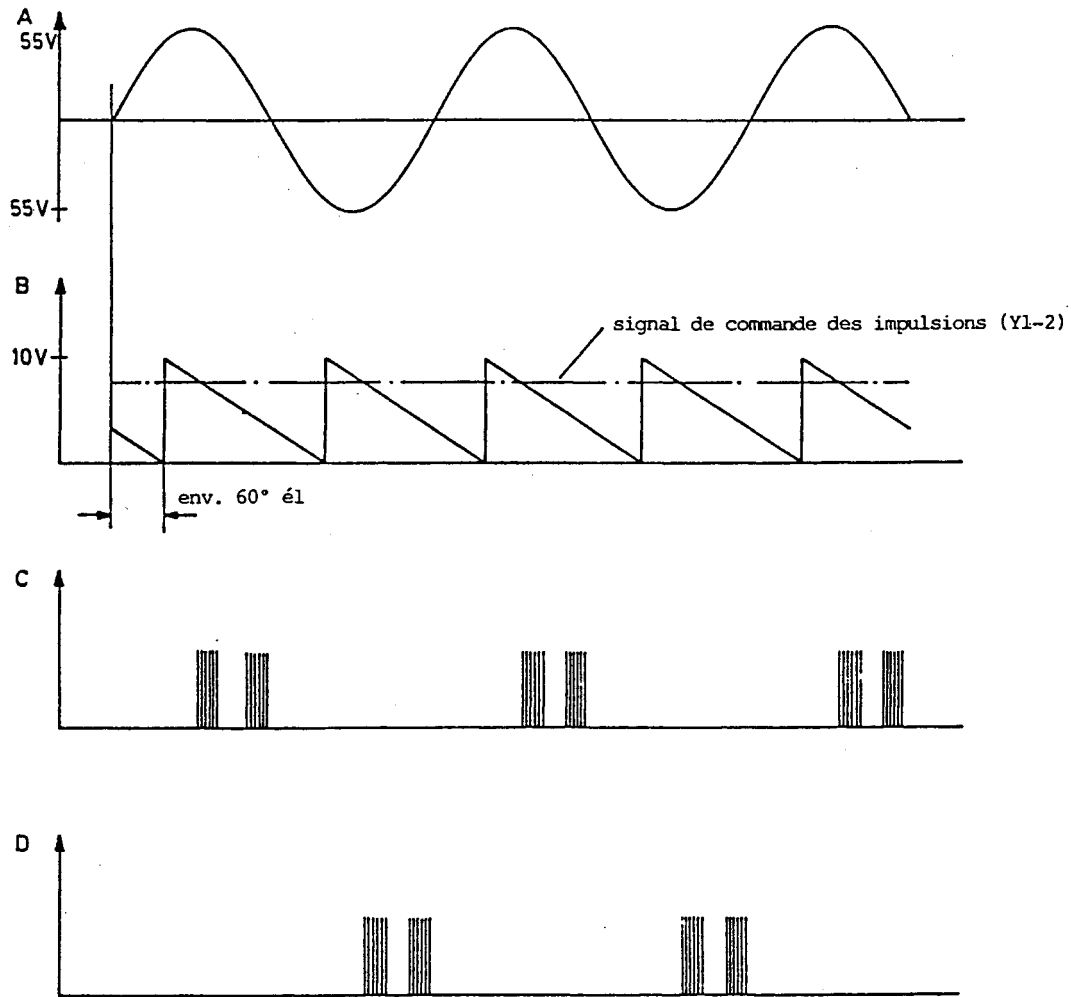 A
55V
55V
B
signal de commande des impulsions (Y1-2)
10V
env. 60° él
C
D